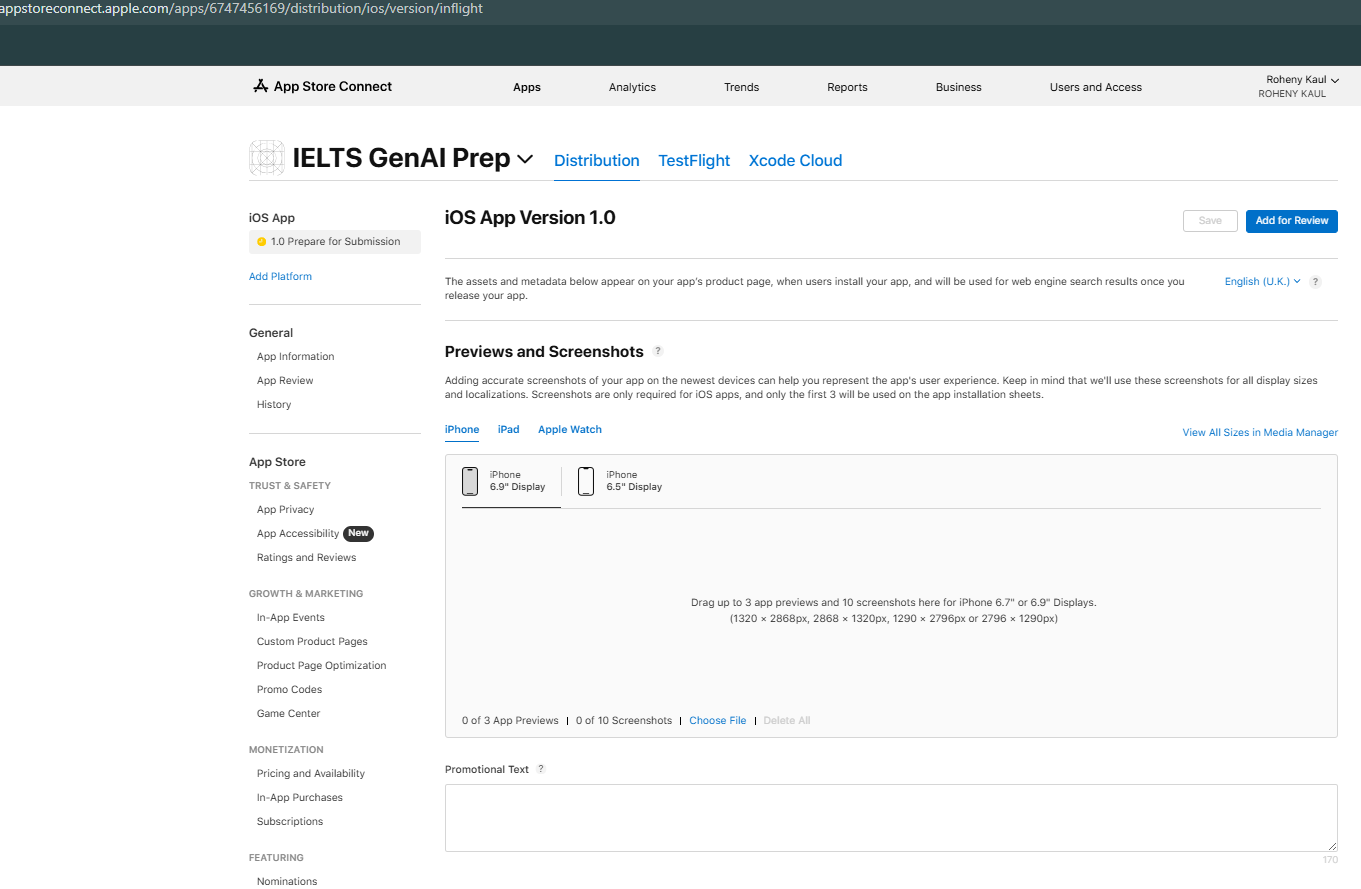 appstoreconnect.apple.com/apps/6747456169/distribution/ios/version/inflight
App Store Connect
Apps
Analytics
Trends
Reports
Business
Users and Access
Roheny Kaul
ROHENY KAUL
IELTS GenAI Prep
Distribution
TestFlight
Xcode Cloud
iOS App
1.0 Prepare for Submission
Add Platform
General
App Information
App Review
History
App Store
TRUST & SAFETY
App Privacy
App Accessibility New
Ratings and Reviews
GROWTH & MARKETING
In-App Events
Custom Product Pages
Product Page Optimization
Promo Codes
Game Center
MONETIZATION
Pricing and Availability
In-App Purchases
Subscriptions
FEATURING
Nominations
iOS App Version 1.0
Save
Add for Review
The assets and metadata below appear on your app's product page, when users install your app, and will be used for web engine search results once you
release your app.
English (U.K.)
?
Previews and Screenshots ?
Adding accurate screenshots of your app on the newest devices can help you represent the app's user experience. Keep in mind that we'll use these screenshots for all display sizes
and localizations. Screenshots are only required for iOS apps, and only the first 3 will be used on the app installation sheets.
iPhone
iPad
Apple Watch
View All Sizes in Media Manager
iPhone
6.9" Display
iPhone
6.5" Display
Drag up to 3 app previews and 10 screenshots here for iPhone 6.7" or 6.9" Displays.
(1320 × 2868px, 2868 × 1320px, 1290 × 2796px or 2796 × 1290px)
0 of 3 App Previews | 0 of 10 Screenshots | Choose File | Delete All
Promotional Text ?
170